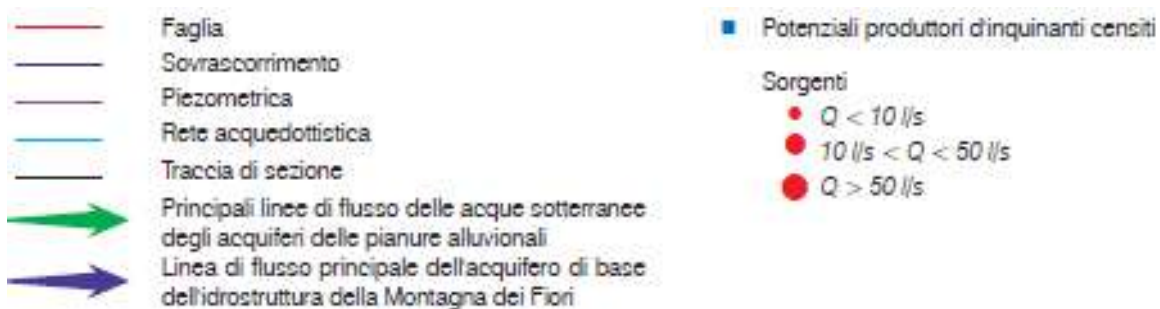 Faglia
Sovrascorrimento
Piezometrica
Rete acquedottistica
Traccia di sezione
Principali linee di flusso delle acque sotterranee
degli acquiferi delle pianure alluvionali
Linea di flusso principale dell'acquifero di base
dell'idrostruttura della Montagna dei Fiori
Potenziali produttori d'inquinanti censiti
Sorgenti
Q < 10 l/s
10 l/s < Q < 50 l/s
Q > 50 l/s